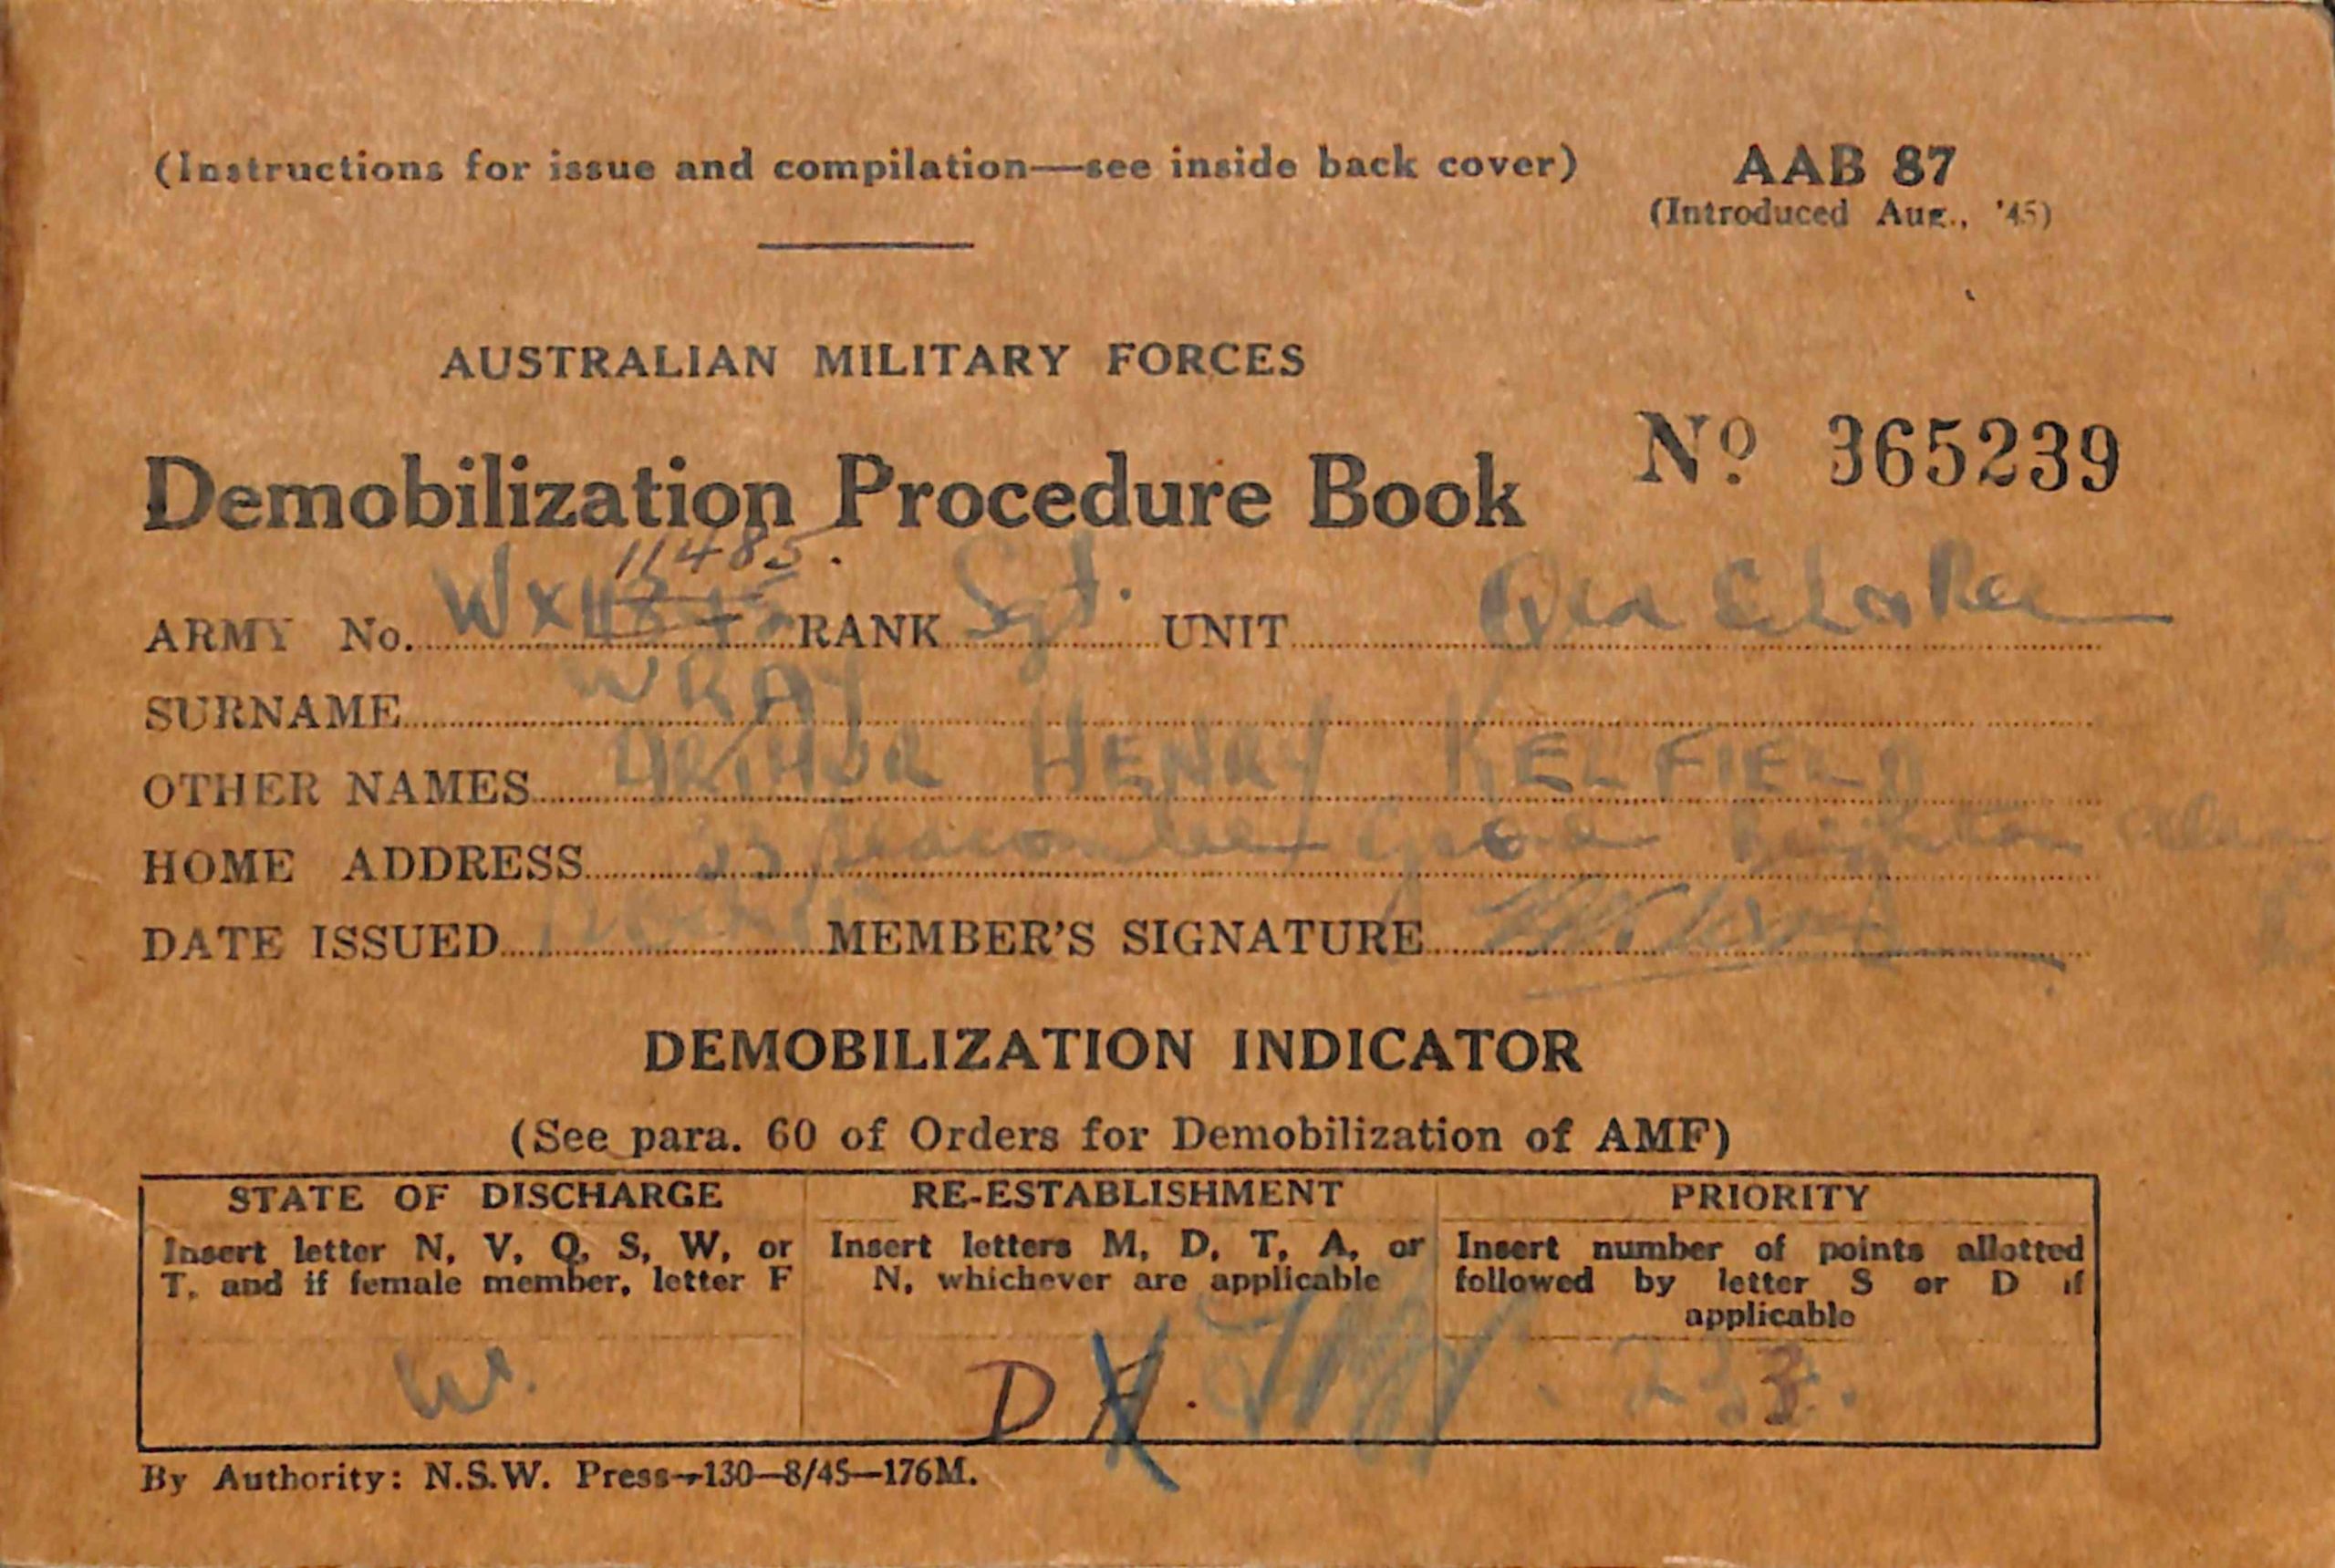 (Instructions for issue and compilation—see inside back cover) AAB 87
(Introduced Aug., '45)
AUSTRALIAN MILITARY FORCES
Demobilization Procedure Book No 365239
11485.
ARMY No. WX RANK Sgt. UNIT
SURNAME WRAY
OTHER NAMES ARTHUR HENRY KELFIELD
HOME ADDRESS Brighton
DATE ISSUED MEMBER'S SIGNATURE
DEMOBILIZATION INDICATOR
(See para. 60 of Orders for Demobilization of AMF)
STATE OF DISCHARGE RE-ESTABLISHMENT PRIORITY
Insert letter N, V, Q, S, W, or Insert letters M, D, T, A, or Insert number of points allotted
T, and if female member, letter F N, whichever are applicable followed by letter S or D if
applicable
W. D
By Authority: N.S.W. Press—130—8/45—176M.